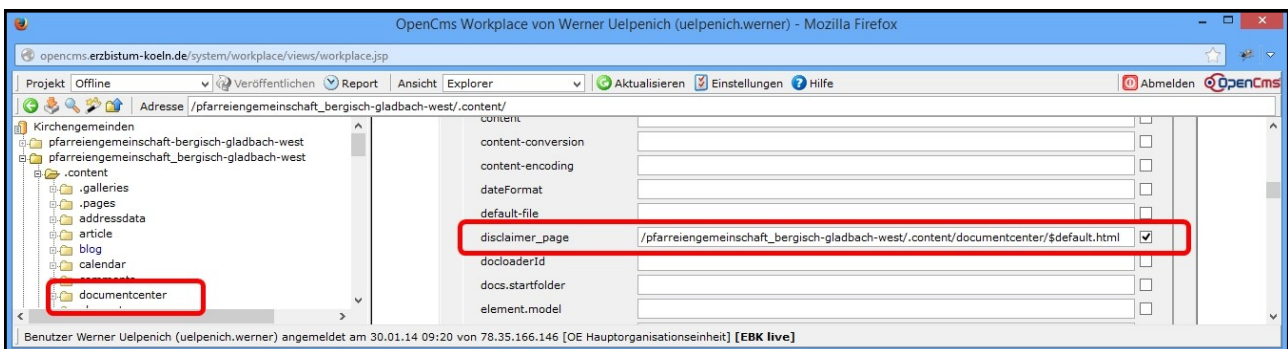 OpenCms Workplace von Werner Uelpenich (uelpenich.werner) - Mozilla Firefox
opencms.erzbistum-koeln.de/system/workplace/views/workplace.jsp
Projekt Offline Veröffentlichen Report Ansicht Explorer Aktualisieren Einstellungen Hilfe Abmelden OpenCms
Adresse /pfarreiengemeinschaft_bergisch-gladbach-west/.content/
Kirchengemeinden
pfarreiengemeinschaft-bergisch-gladbach-west
pfarreiengemeinschaft_bergisch-gladbach-west
.content
.galleries
.pages
addressdata
article
blog
calendar
comments
documentcenter
content
content-conversion
content-encoding
dateFormat
default-file
disclaimer_page /pfarreiengemeinschaft_bergisch-gladbach-west/.content/documentcenter/$default.html
docloaderId
docs.startfolder
element.model
Benutzer Werner Uelpenich (uelpenich.werner) angemeldet am 30.01.14 09:20 von 78.35.166.146 [OE Hauptorganisationseinheit] [EBK live]